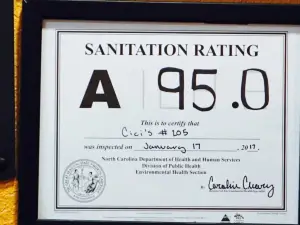 SANITATION RATING
A 95.0
This is to certify that
Cici's #205
was inspected on January 17, 2017.
North Carolina Department of Health and Human Services
Division of Public Health
Environmental Health Section